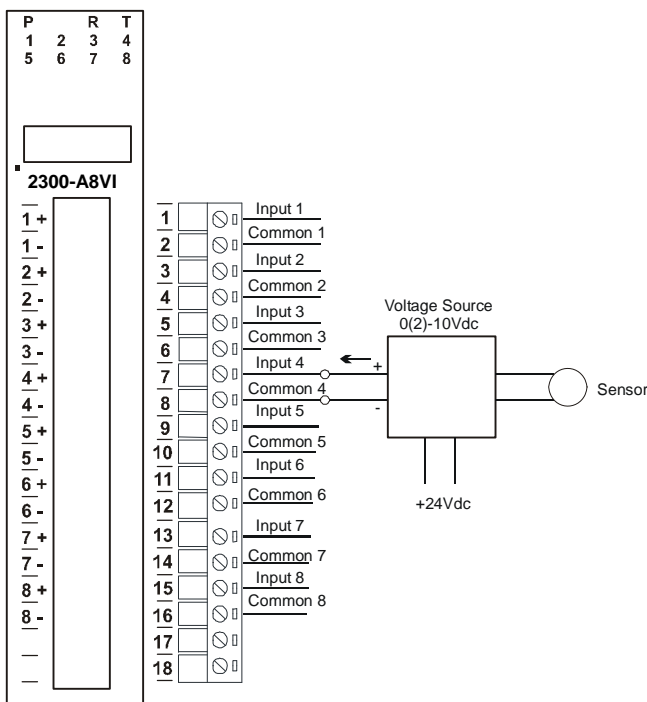 P R T
1 2 3 4
5 6 7 8
2300-A8VI
1 +
1 -
2 +
2 -
3 +
3 -
4 +
4 -
5 +
5 -
6 +
6 -
7 +
7 -
8 +
8 -
1 Input 1
2 Common 1
3 Input 2
4 Common 2
5 Input 3
6 Common 3
7 Input 4
8 Common 4
9 Input 5
10 Common 5
11 Input 6
12 Common 6
13 Input 7
14 Common 7
15 Input 8
16 Common 8
17
18
Voltage Source
0(2)-10Vdc
+
-
+24Vdc
Sensor